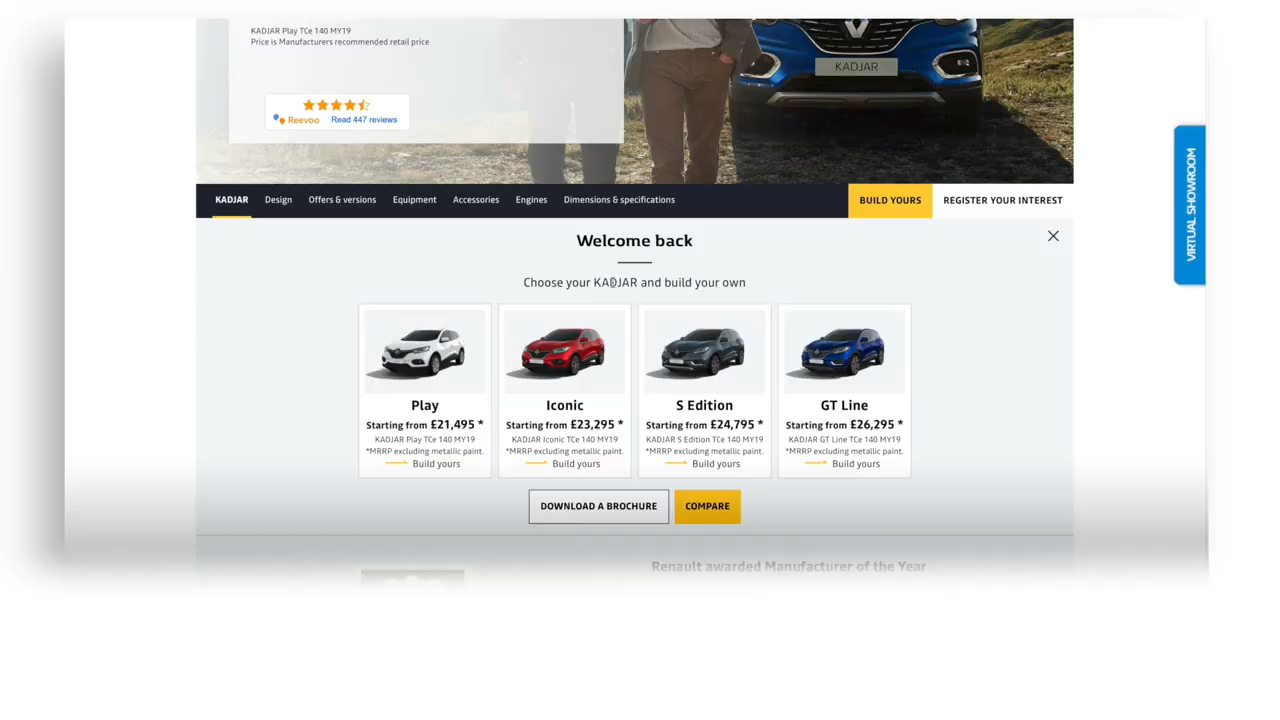 KADJAR Play TCe 140 MY19
Price is Manufacturers recommended retail price
Reevoo Read 447 reviews
KADJAR
KADJAR Design Offers & versions Equipment Accessories Engines Dimensions & specifications BUILD YOURS REGISTER YOUR INTEREST
VIRTUAL SHOWROOM
Welcome back
Choose your KADJAR and build your own
Play
Starting from £21,495 *
KADJAR Play TCe 140 MY19
*MRRP excluding metallic paint.
Build yours
Iconic
Starting from £23,295 *
KADJAR Iconic TCe 140 MY19
*MRRP excluding metallic paint.
Build yours
S Edition
Starting from £24,795 *
KADJAR S Edition TCe 140 MY19
*MRRP excluding metallic paint.
Build yours
GT Line
Starting from £26,295 *
KADJAR GT Line TCe 140 MY19
*MRRP excluding metallic paint.
Build yours
DOWNLOAD A BROCHURE COMPARE
Renault awarded Manufacturer of the Year